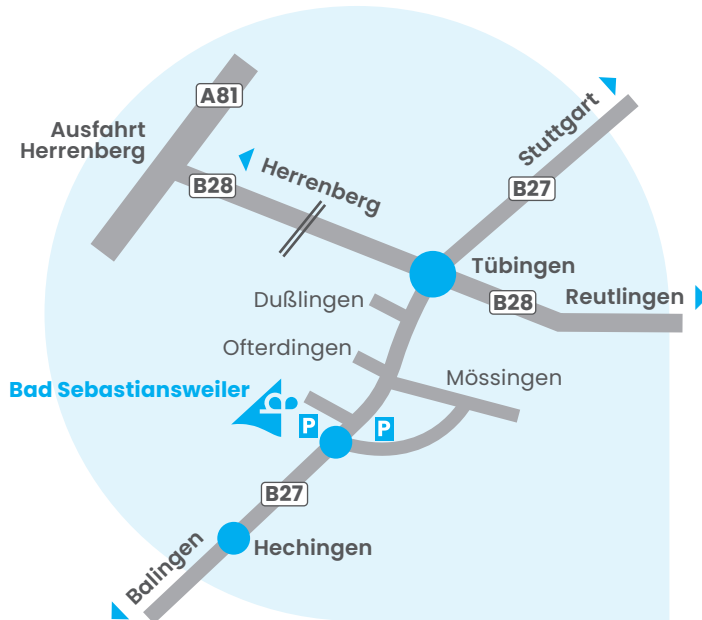 A81
Ausfahrt
Herrenberg
B28
Herrenberg
Stuttgart
B27
Tübingen
B28
Reutlingen
Dußlingen
Ofterdingen
Mössingen
Bad Sebastiansweiler
P
P
B27
Hechingen
Balingen